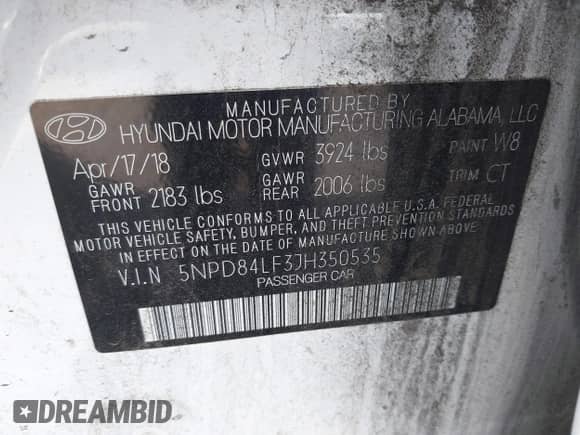 MANUFACTURED BY
HYUNDAI MOTOR MANUFACTURING ALABAMA, LLC
Apr/17/18 GVWR 3924 lbs PAINT W8
GAWR FRONT 2183 lbs GAWR REAR 2006 lbs TRIM CT
THIS VEHICLE CONFORMS TO ALL APPLICABLE U.S.A. FEDERAL
MOTOR VEHICLE SAFETY, BUMPER, AND THEFT PREVENTION STANDARDS
IN EFFECT ON THE DATE OF MANUFACTURE SHOWN ABOVE.
V.I.N 5NPD84LF3JH350535
PASSENGER CAR
DREAMBID